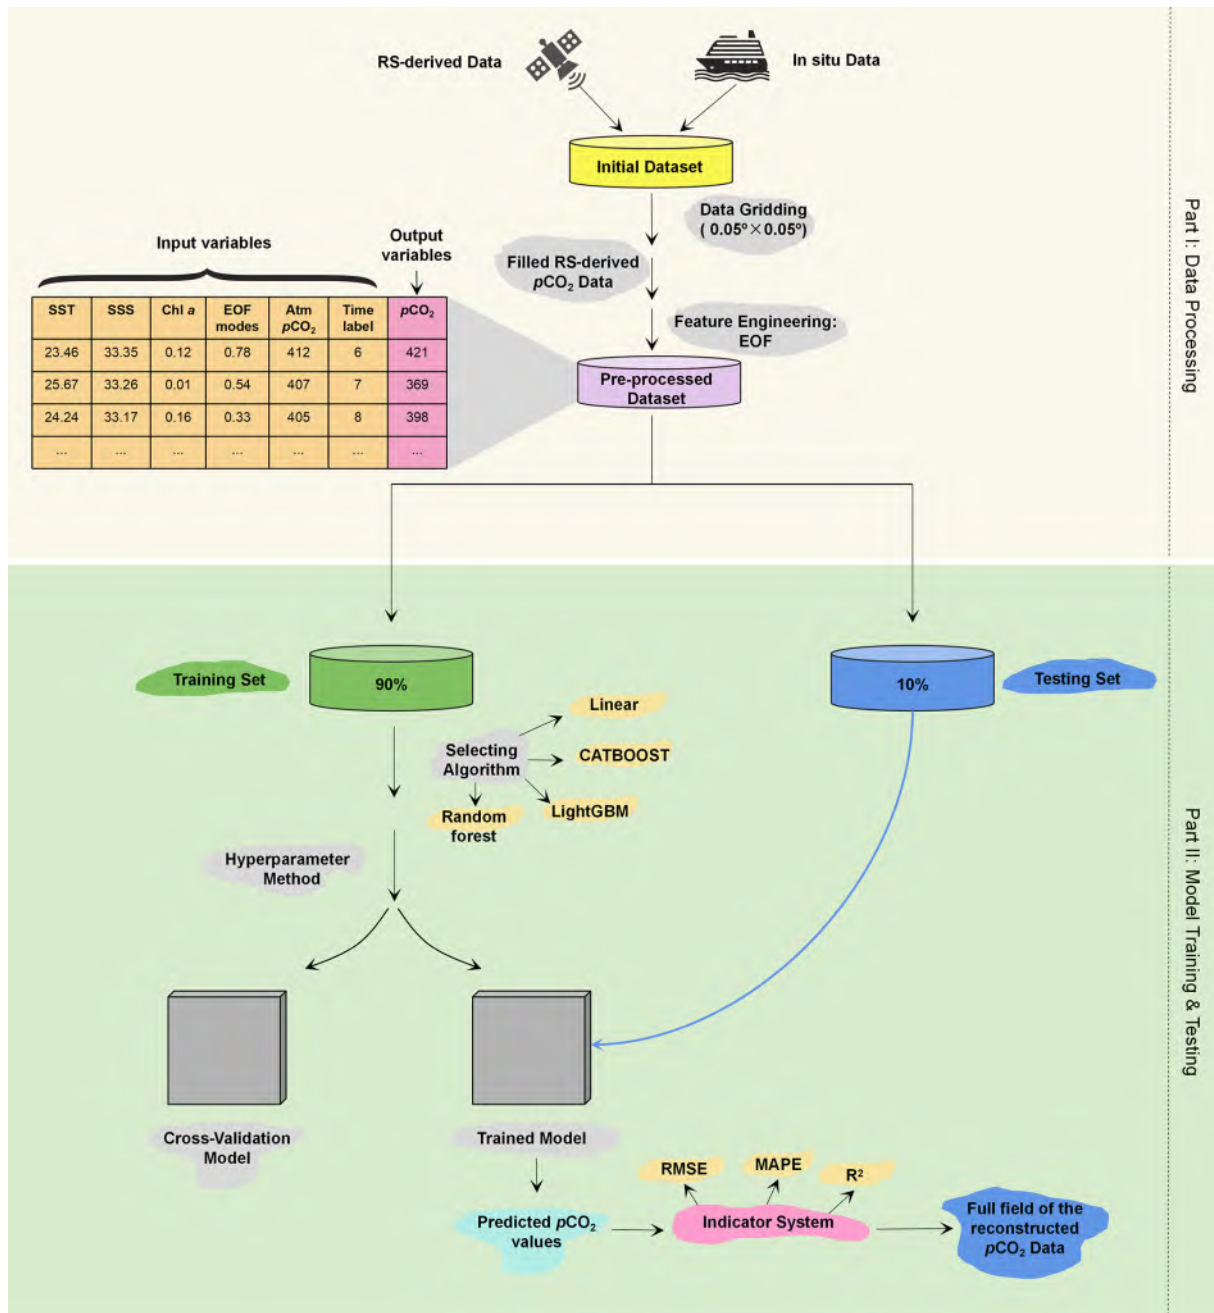 RS-derived Data
In situ Data
Initial Dataset
Data Gridding
( 0.05º×0.05º)
Filled RS-derived
pCO₂ Data
Feature Engineering:
EOF
Pre-processed
Dataset
Input variables
Output
variables
SST SSS Chl a EOF modes Atm pCO₂ Time label pCO₂
23.46 33.35 0.12 0.78 412 6 421
25.67 33.26 0.01 0.54 407 7 369
24.24 33.17 0.16 0.33 405 8 398
... ... ... ... ... ... ...
Part I: Data Processing
Training Set
90%
10%
Testing Set
Selecting
Algorithm
Linear
CATBOOST
LightGBM
Random
forest
Hyperparameter
Method
Cross-Validation
Model
Trained Model
Predicted pCO₂
values
RMSE
MAPE
R²
Indicator System
Full field of the
reconstructed
pCO₂ Data
Part II: Model Training & Testing